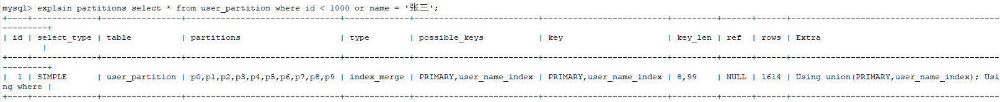 mysql> explain partitions select * from user_partition where id < 1000 or name = '张三';
+----+-------------+----------------+-------------------------------+-------------+-------------------------+-------------------------+---------+------+------+------------------------------------------
---------+
| id | select_type | table          | partitions                    | type        | possible_keys           | key                     | key_len | ref  | rows | Extra
         |
+----+-------------+----------------+-------------------------------+-------------+-------------------------+-------------------------+---------+------+------+------------------------------------------
---------+
|  1 | SIMPLE      | user_partition | p0,p1,p2,p3,p4,p5,p6,p7,p8,p9 | index_merge | PRIMARY,user_name_index | PRIMARY,user_name_index | 8,99    | NULL | 1614 | Using union(PRIMARY,user_name_index); Usi
ng where |
+----+-------------+----------------+-------------------------------+-------------+-------------------------+-------------------------+---------+------+------+------------------------------------------